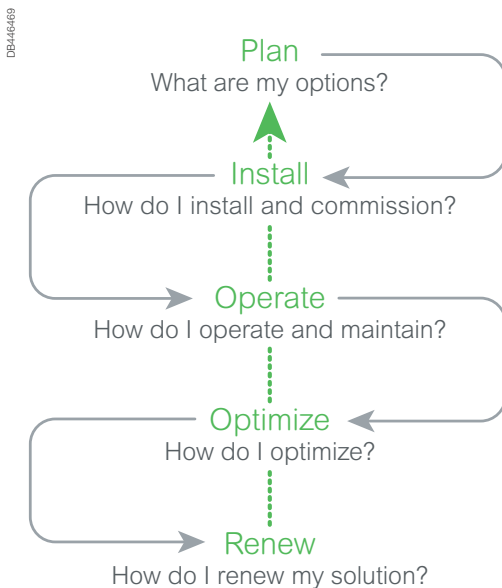 DB446469
Plan
What are my options?
Install
How do I install and commission?
Operate
How do I operate and maintain?
Optimize
How do I optimize?
Renew
How do I renew my solution?